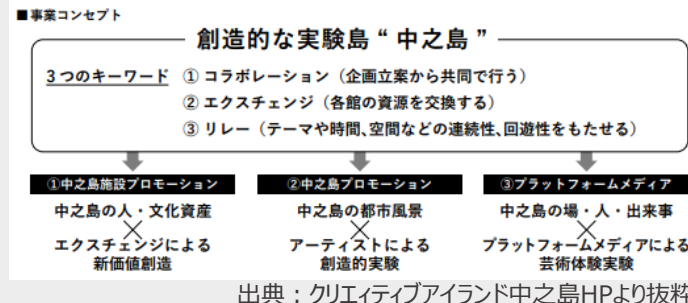 ■事業コンセプト
創造的な実験島“中之島”
3つのキーワード ① コラボレーション（企画立案から共同で行う）
② エクスチェンジ（各館の資源を交換する）
③ リレー（テーマや時間、空間などの連続性、回遊性をもたせる）
①中之島施設プロモーション
中之島の人・文化資産
×
エクスチェンジによる
新価値創造
②中之島プロモーション
中之島の都市風景
×
アーティストによる
創造的実験
③プラットフォームメディア
中之島の場・人・出来事
×
プラットフォームメディアによる
芸術体験実験
出典：クリエィティブアイランド中之島HPより抜粋